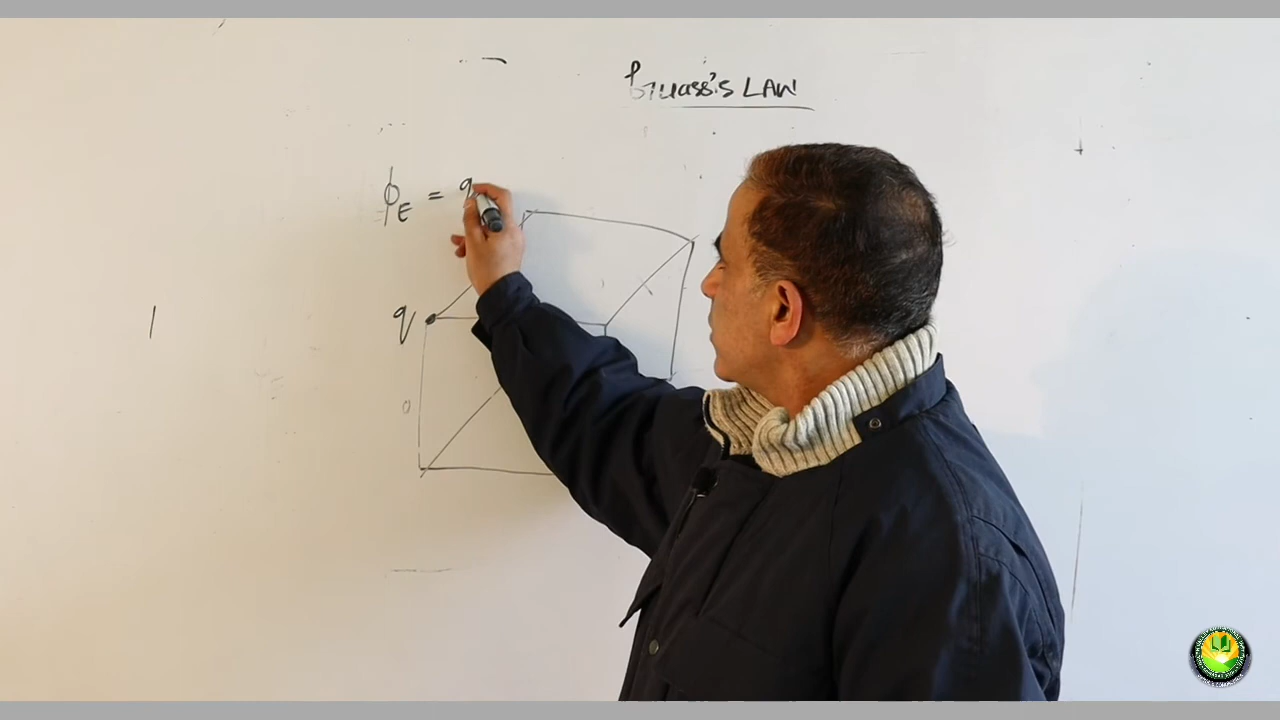 Gauss's LAW
ϕE = q
q